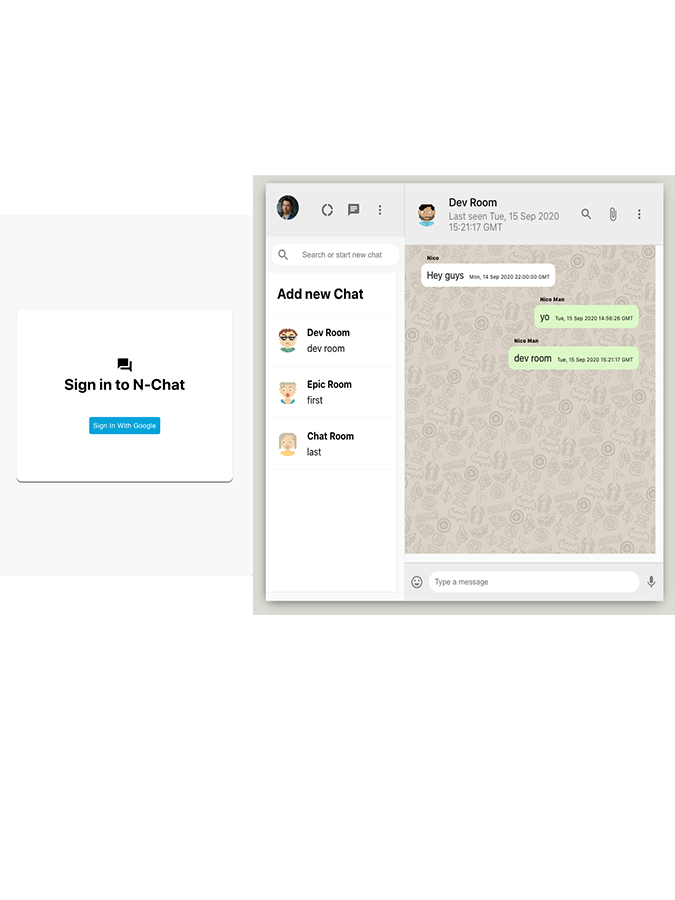 Sign in to N-Chat
Sign In With Google
Search or start new chat
Add new Chat
Dev Room
dev room
Epic Room
first
Chat Room
last
Dev Room
Last seen Tue, 15 Sep 2020
15:21:17 GMT
Nico
Hey guys Mon, 14 Sep 2020 22:00:00 GMT
Nico Man
yo Tue, 15 Sep 2020 14:56:26 GMT
Nico Man
dev room Tue, 15 Sep 2020 15:21:17 GMT
Type a message